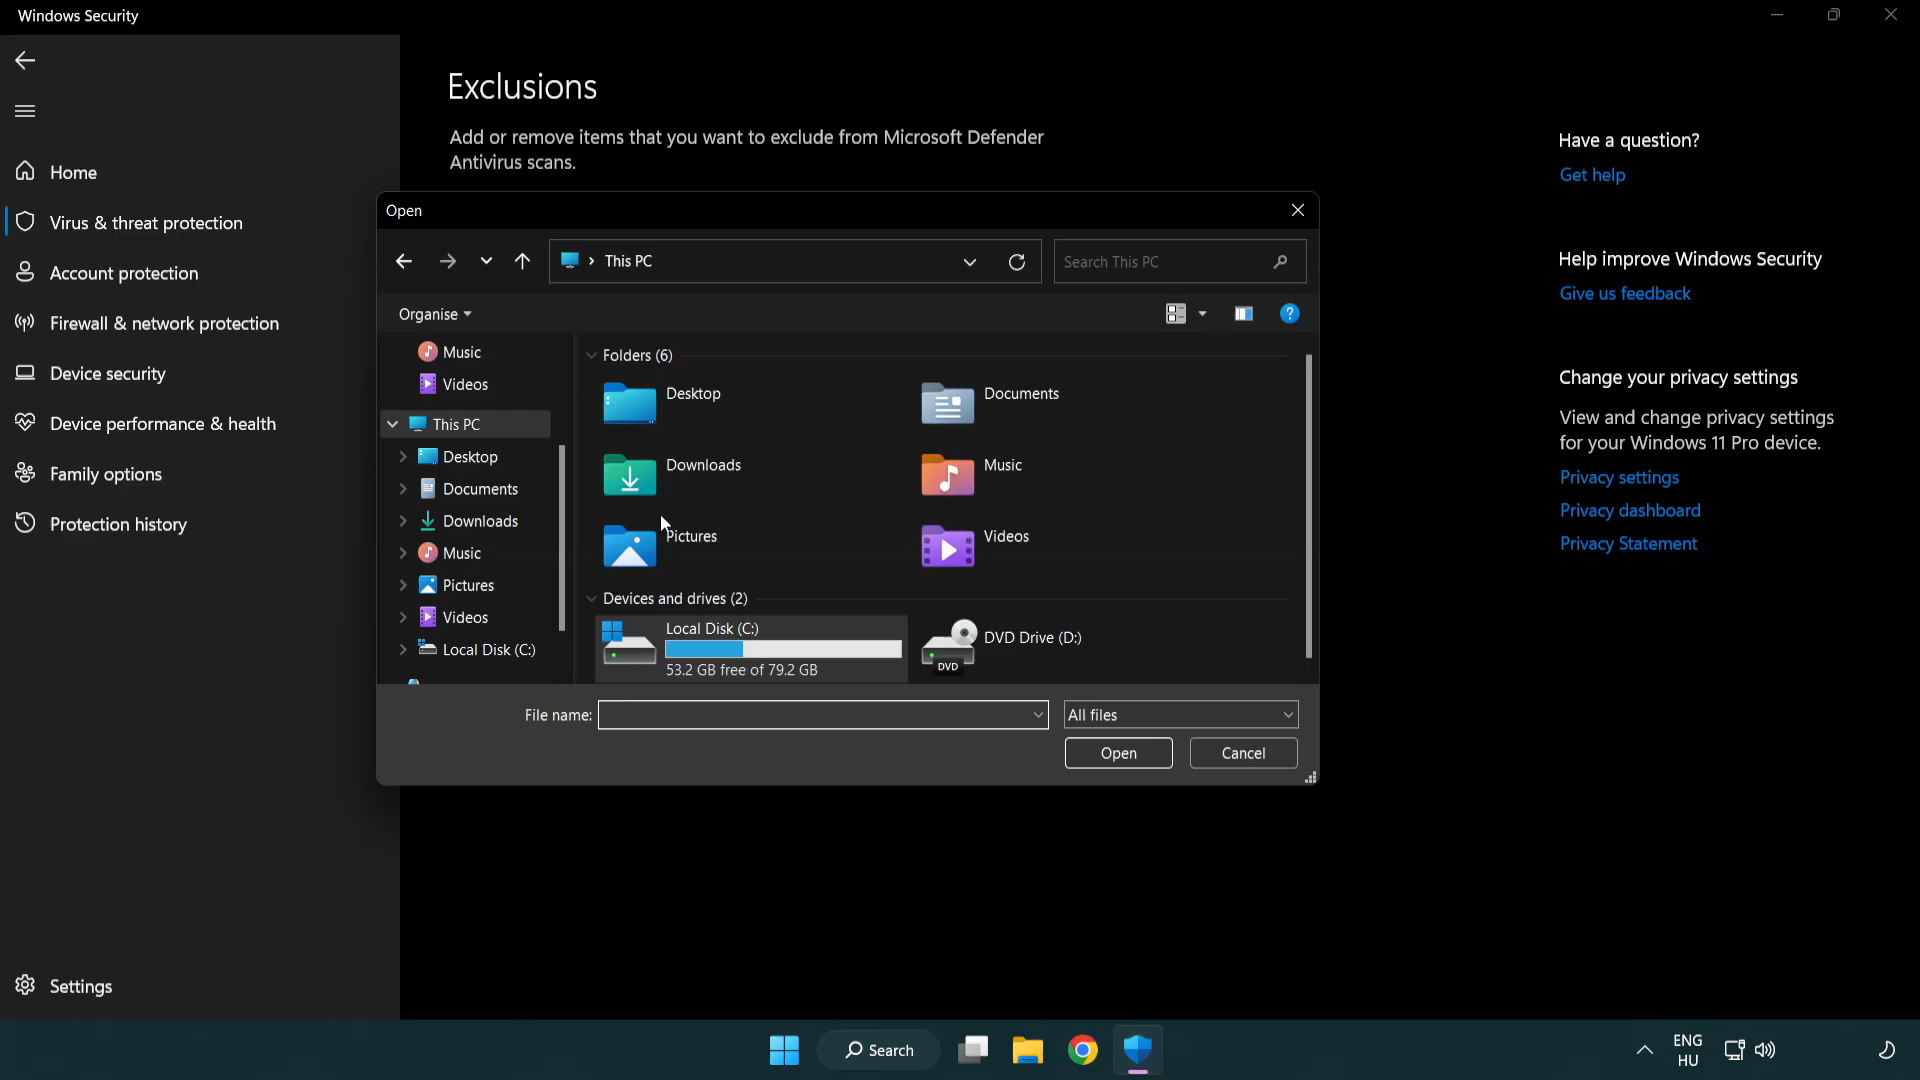 Windows Security
Home
Virus & threat protection
Account protection
Firewall & network protection
Device security
Device performance & health
Family options
Protection history
Settings
Exclusions
Add or remove items that you want to exclude from Microsoft Defender
Antivirus scans.
Open
This PC
Search This PC
Organise
Music
Videos
This PC
Desktop
Documents
Downloads
Music
Pictures
Videos
Local Disk (C:)
Folders (6)
Desktop
Documents
Downloads
Music
Pictures
Videos
Devices and drives (2)
Local Disk (C:)
53.2 GB free of 79.2 GB
DVD
DVD Drive (D:)
File name:
All files
Open
Cancel
Have a question?
Get help
Help improve Windows Security
Give us feedback
Change your privacy settings
View and change privacy settings
for your Windows 11 Pro device.
Privacy settings
Privacy dashboard
Privacy Statement
Search
ENG
HU